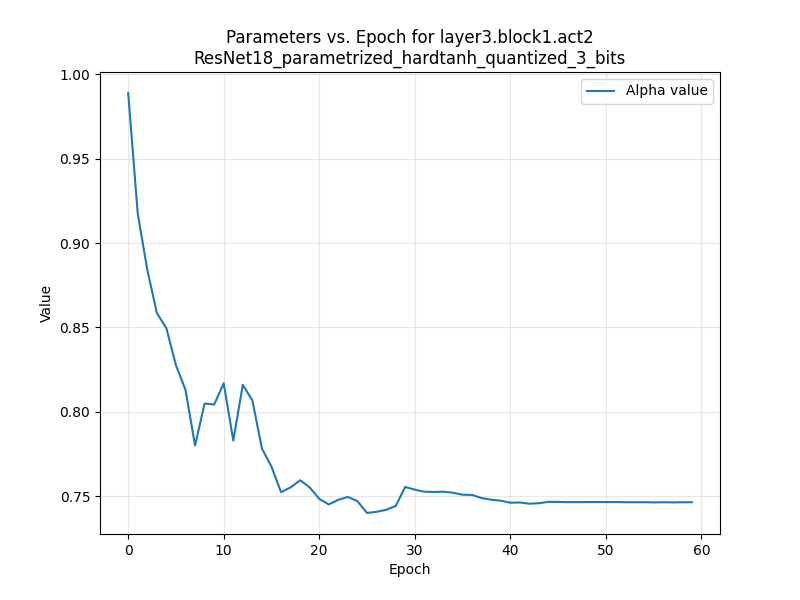 Parameters vs. Epoch for layer3.block1.act2
ResNet18_parametrized_hardtanh_quantized_3_bits
Alpha value
1.00
0.95
0.90
0.85
0.80
0.75
Value
0
10
20
30
40
50
60
Epoch